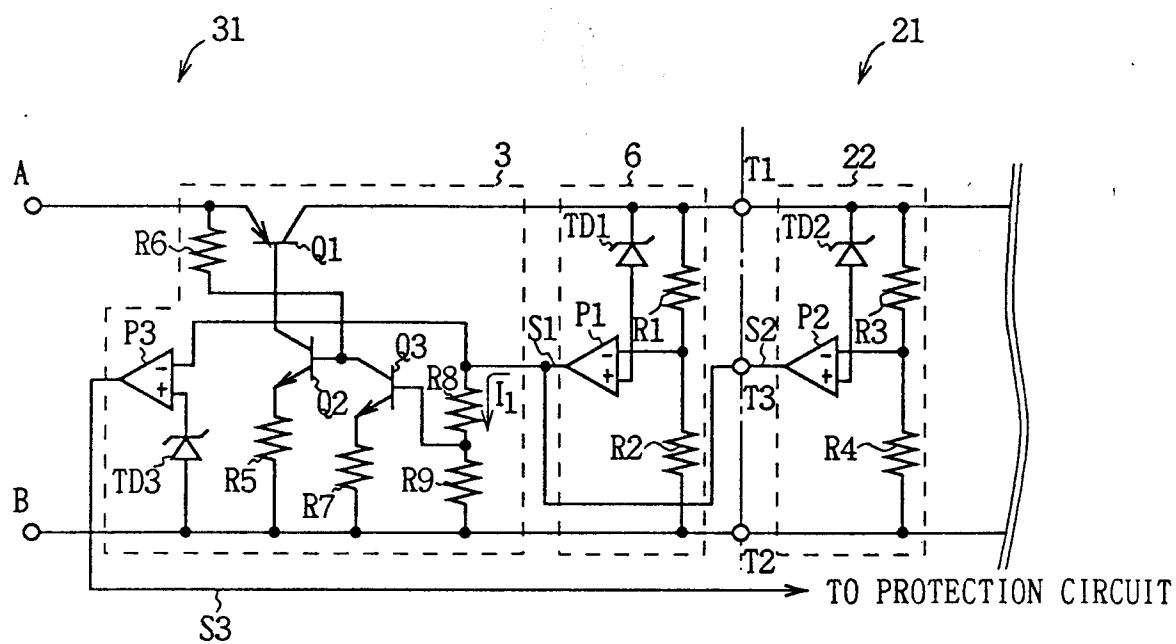 31
21
3
6
22
A
T1
R6
Q1
TD1
TD2
R1
R3
P3
Q3
S1
P1
S2
P2
Q2
R8
I1
T3
TD3
R5
R7
R9
R2
R4
B
T2
TO PROTECTION CIRCUIT
S3